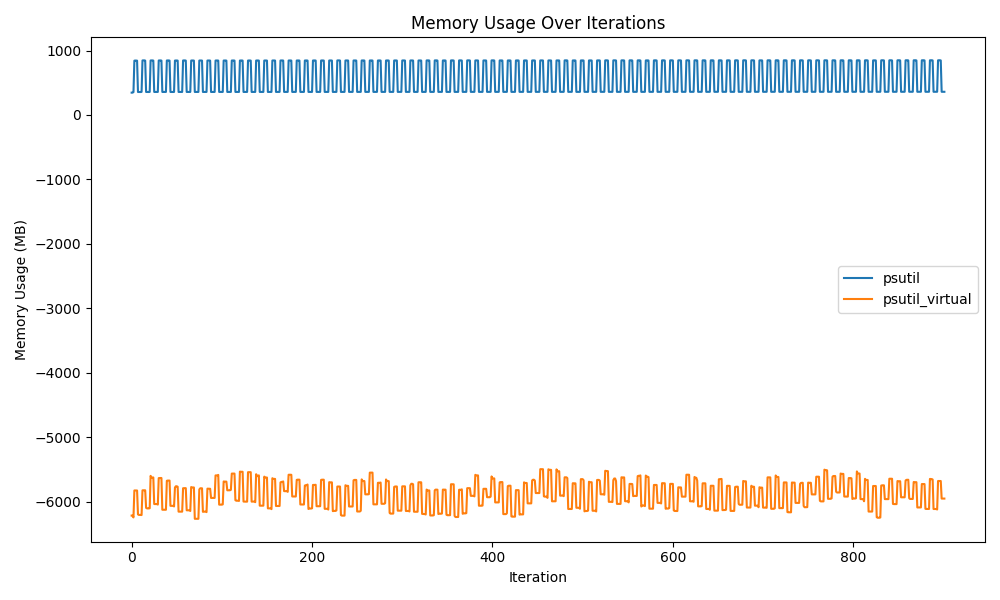 Memory Usage Over Iterations
Memory Usage (MB)
1000
0
−1000
−2000
−3000
−4000
−5000
−6000
psutil
psutil_virtual
0
200
400
600
800
Iteration